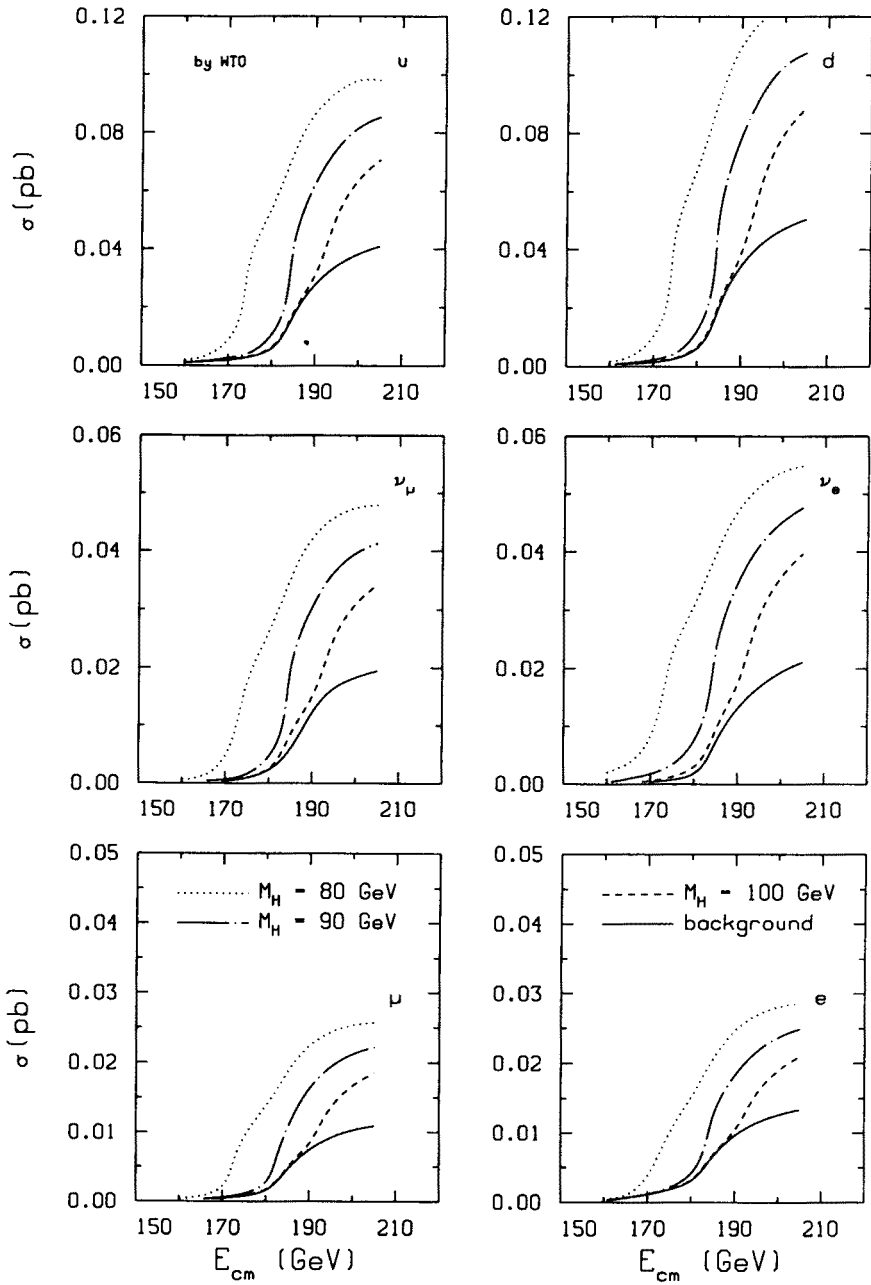 0.12
0.08
0.04
0.00
σ (pb)
by WTO
u
150 170 190 210
0.12
0.08
0.04
0.00
d
150 170 190 210
0.06
0.04
0.02
0.00
σ (pb)
ν_μ
150 170 190 210
0.06
0.04
0.02
0.00
ν_e
150 170 190 210
0.05
0.04
0.03
0.02
0.01
0.00
σ (pb)
M_H = 80 GeV
M_H = 90 GeV
μ
150 170 190 210
E_cm (GeV)
0.05
0.04
0.03
0.02
0.01
0.00
M_H = 100 GeV
background
e
150 170 190 210
E_cm (GeV)